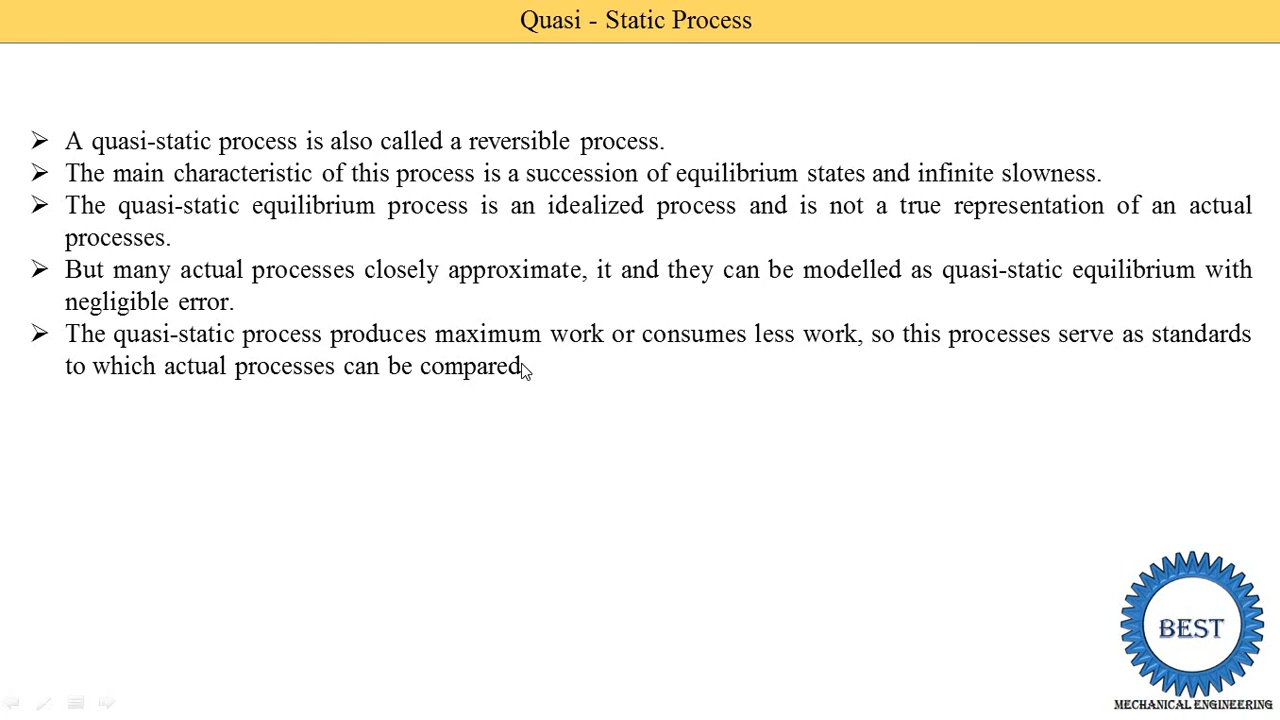 Quasi - Static Process
➢ A quasi-static process is also called a reversible process.
➢ The main characteristic of this process is a succession of equilibrium states and infinite slowness.
➢ The quasi-static equilibrium process is an idealized process and is not a true representation of an actual
processes.
➢ But many actual processes closely approximate, it and they can be modelled as quasi-static equilibrium with
negligible error.
➢ The quasi-static process produces maximum work or consumes less work, so this processes serve as standards
to which actual processes can be compared
BEST
MECHANICAL ENGINEERING